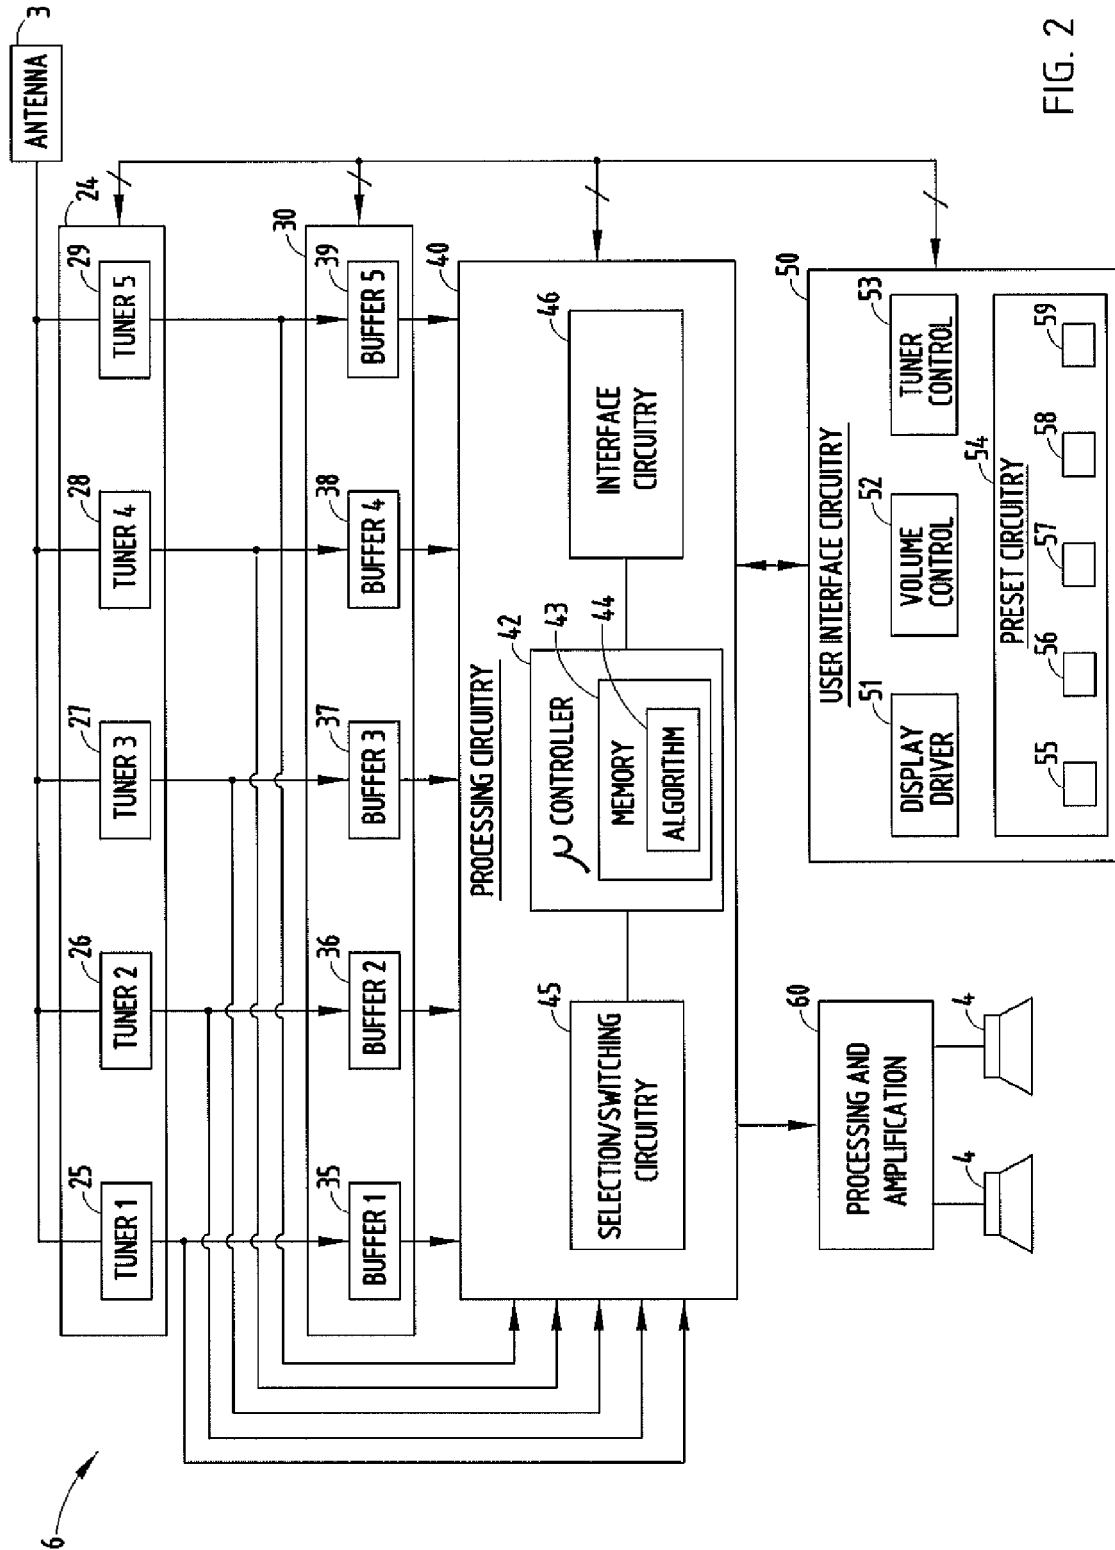 6
ANTENNA
3
24
TUNER 1
25
TUNER 2
26
TUNER 3
27
TUNER 4
28
TUNER 5
29
30
BUFFER 1
35
BUFFER 2
36
BUFFER 3
37
BUFFER 4
38
BUFFER 5
39
PROCESSING CIRCUITRY
40
SELECTION/SWITCHING
CIRCUITRY
45
μ CONTROLLER
42
MEMORY
43
ALGORITHM
44
INTERFACE
CIRCUITRY
46
PROCESSING AND
AMPLIFICATION
60
4
4
USER INTERFACE CIRCUITRY
50
DISPLAY
DRIVER
51
VOLUME
CONTROL
52
TUNER
CONTROL
53
PRESET CIRCUITRY
54
55
56
57
58
59
FIG. 2